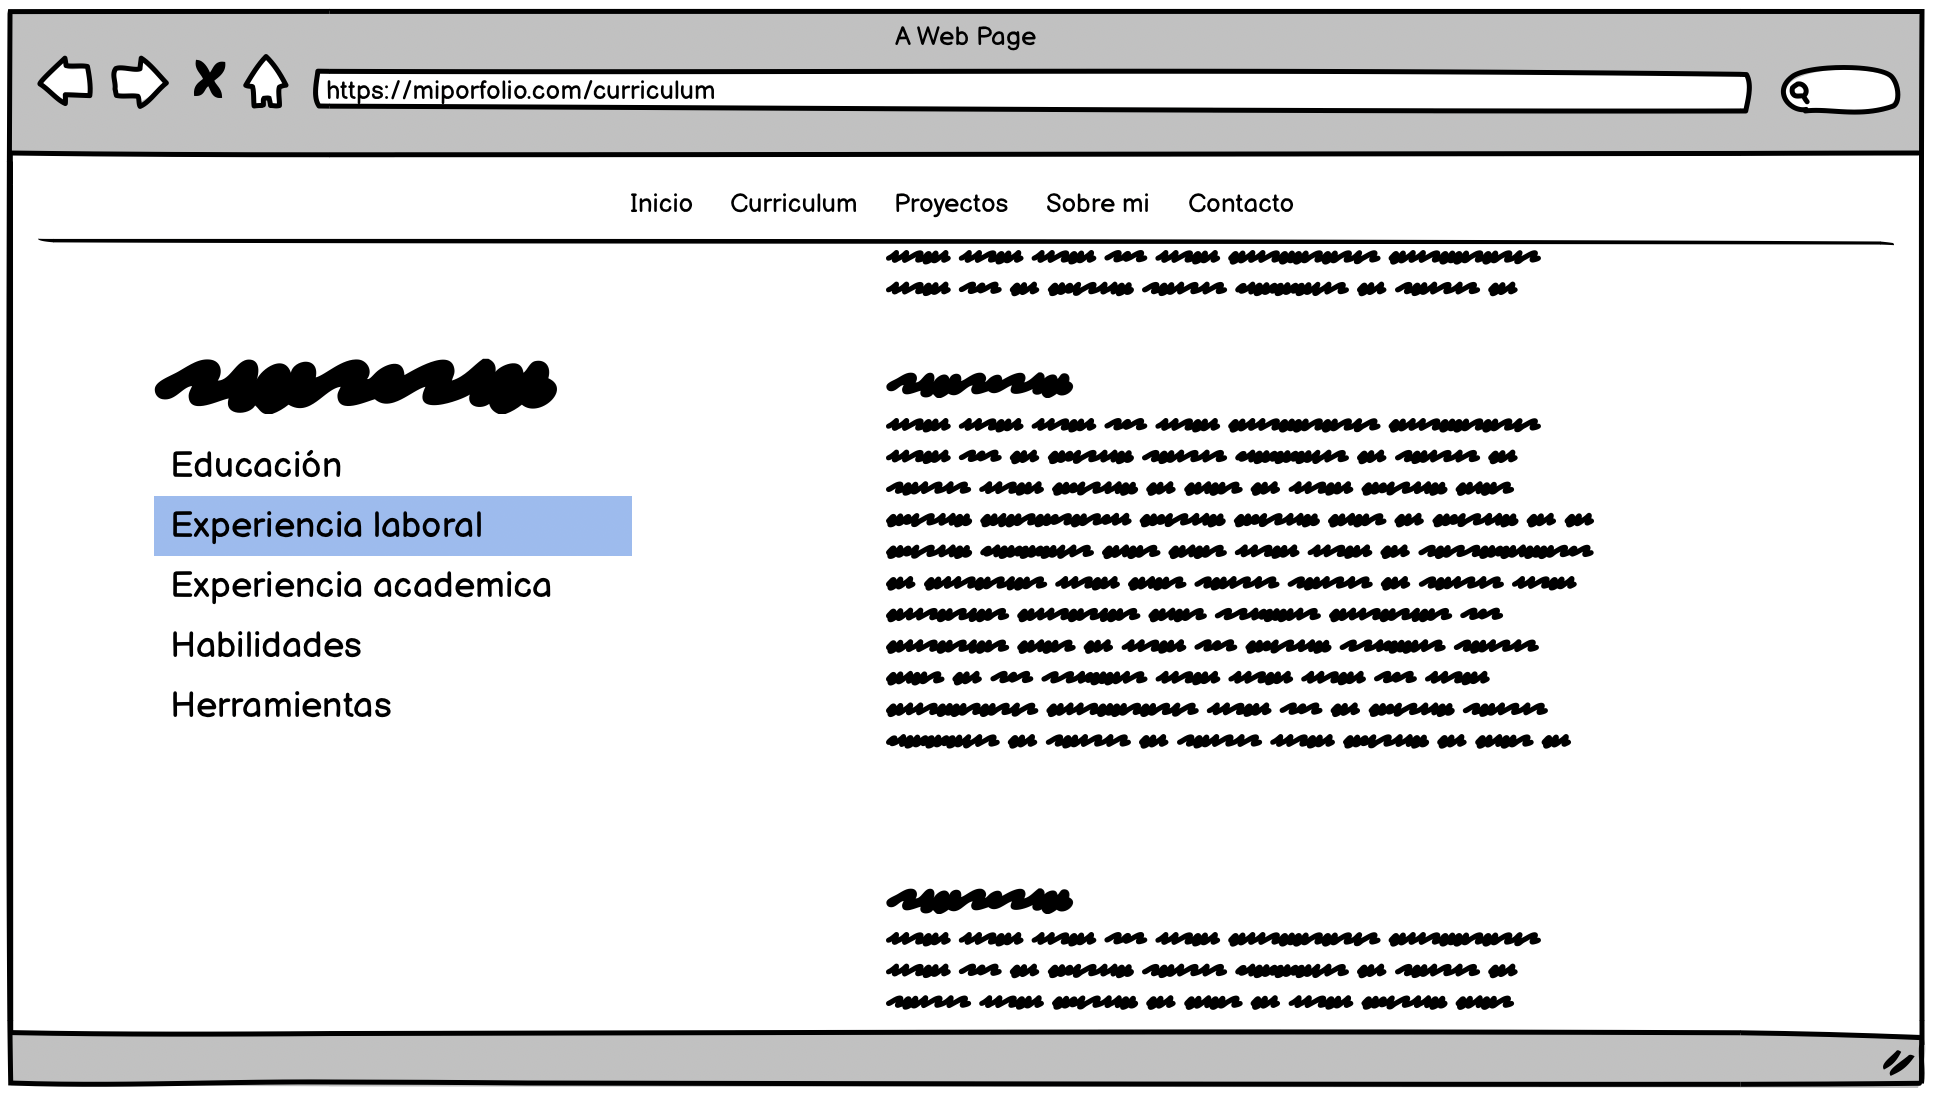 A Web Page
https://miporfolio.com/curriculum
Inicio Curriculum Proyectos Sobre mi Contacto
Educación
Experiencia laboral
Experiencia academica
Habilidades
Herramientas